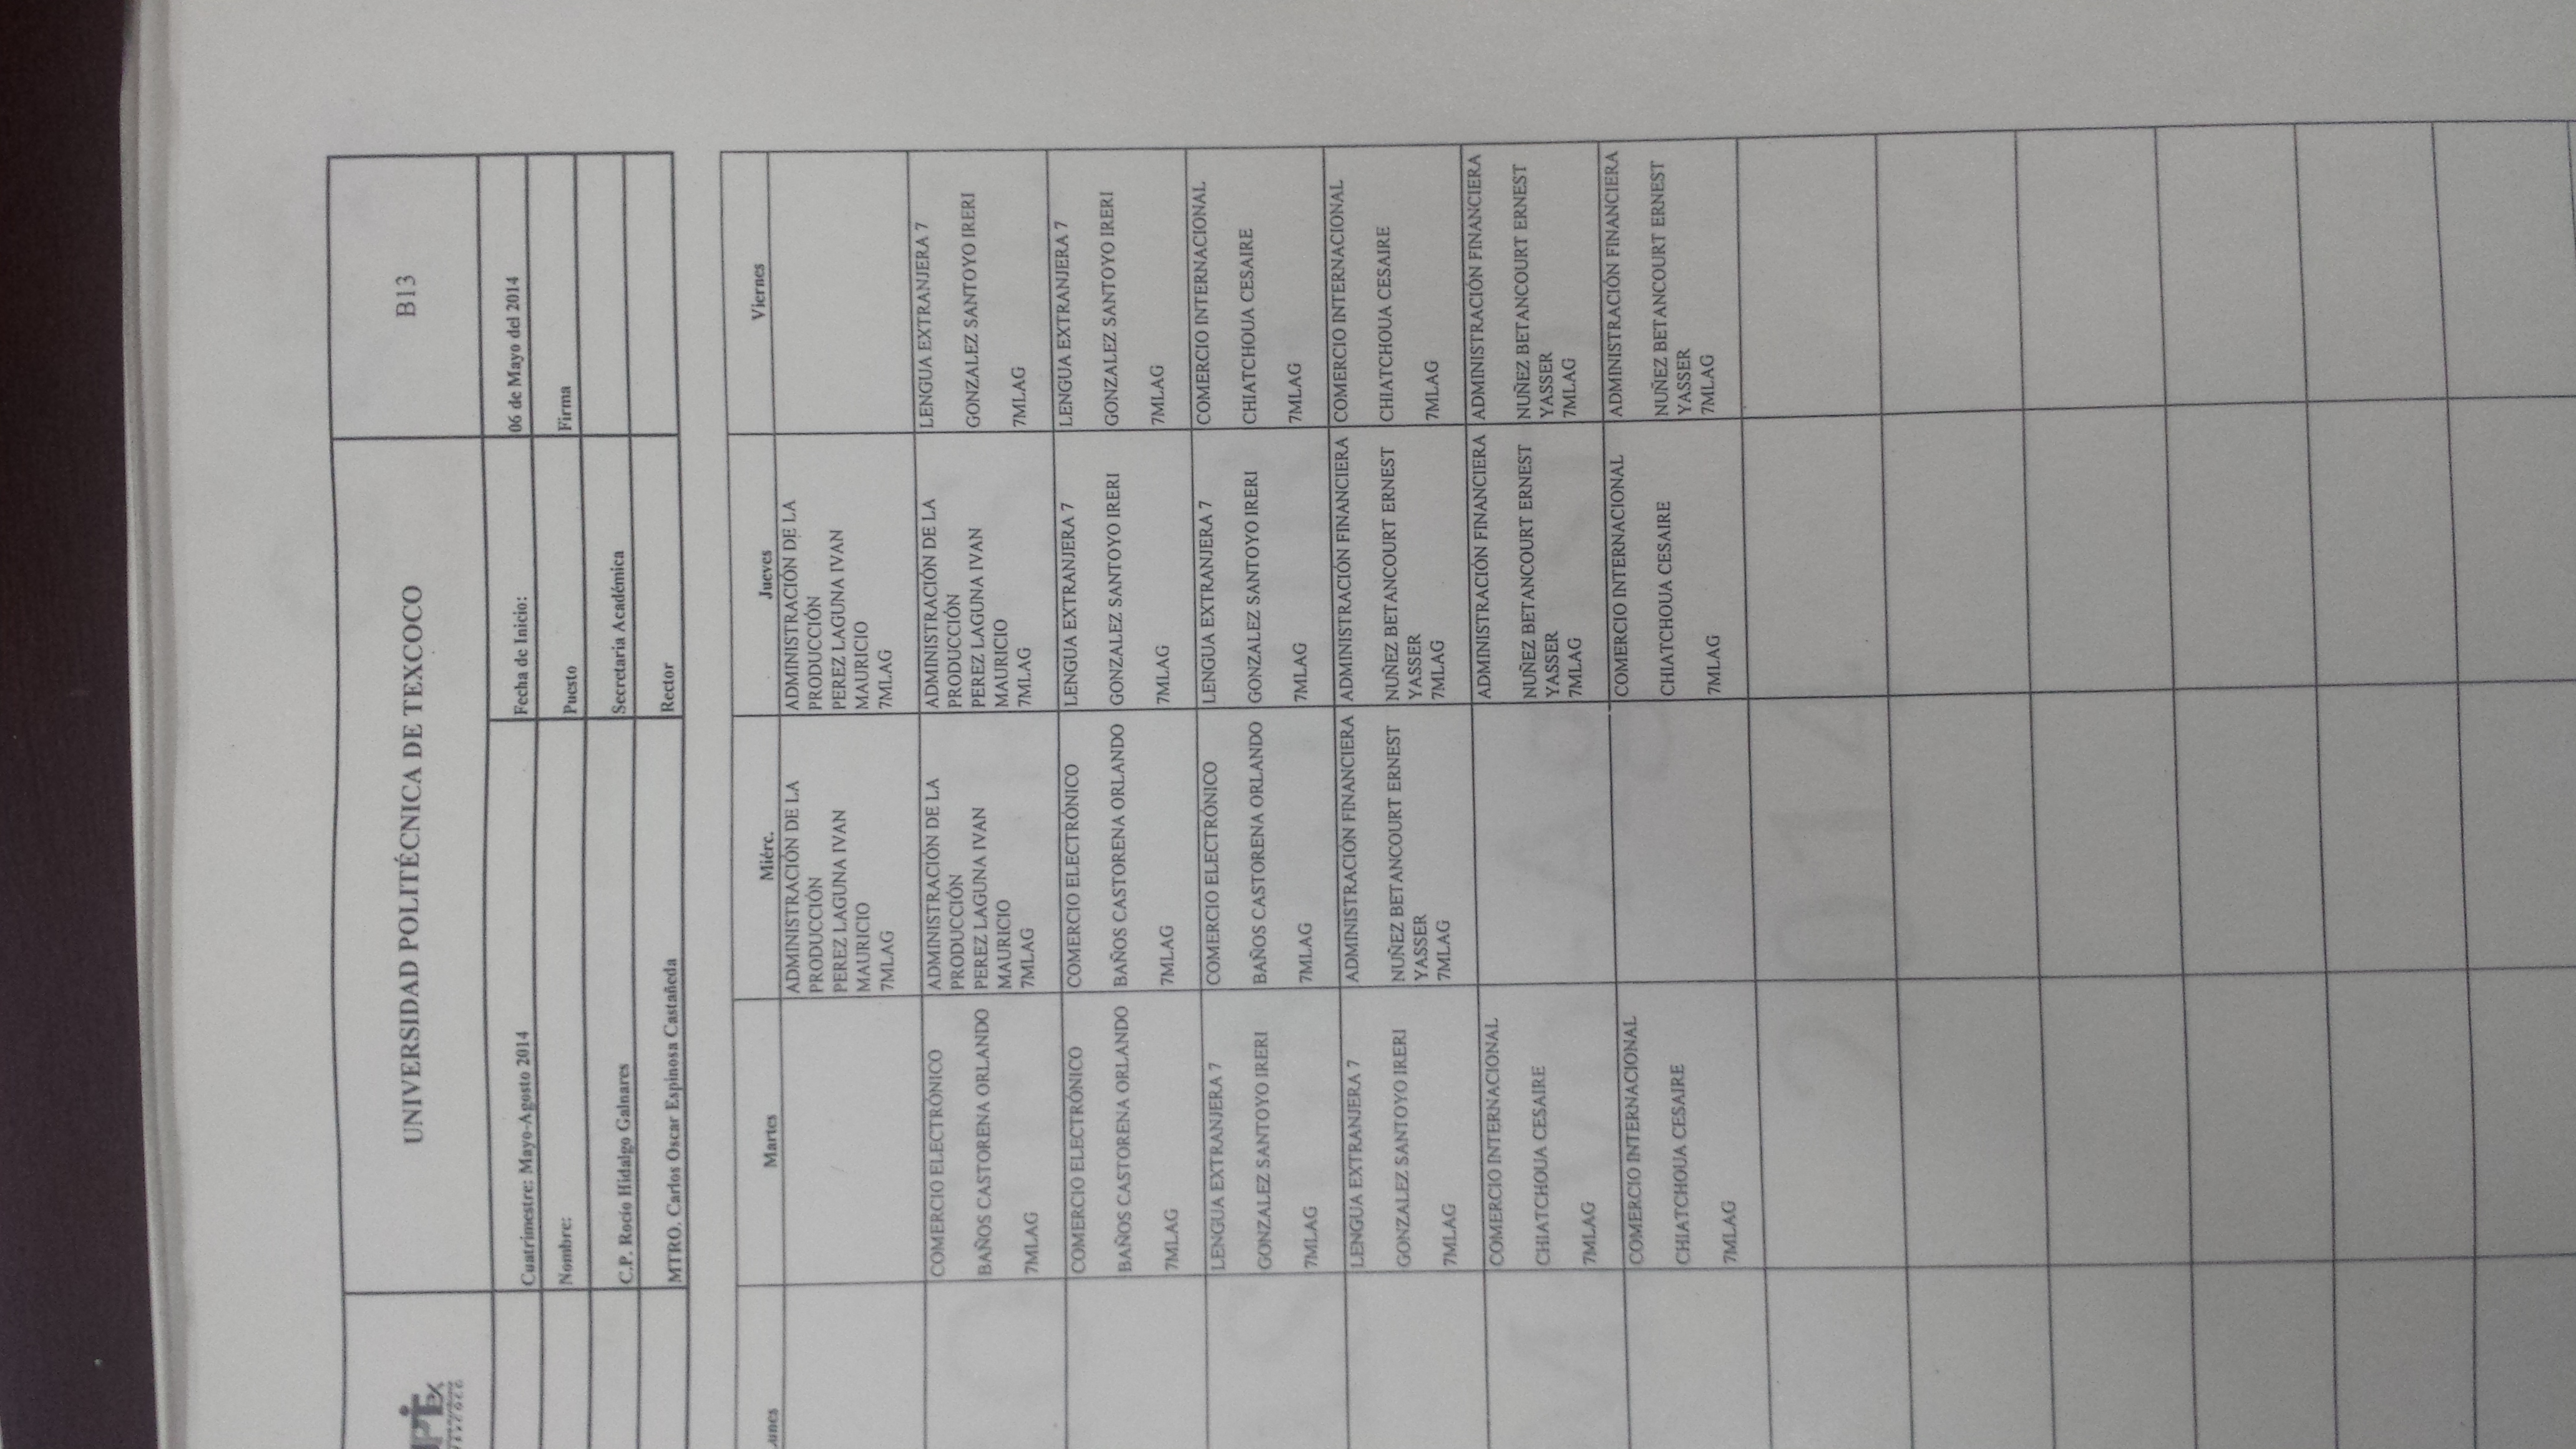 UNIVERSIDAD POLITÉCNICA DE TEXCOCO
B13
Cuatrimestre: Mayo-Agosto 2014
Fecha de Inicio:
06 de Mayo del 2014
Nombre:
Puesto
Firma
C.P. Rocío Hidalgo Galnares
Secretaria Académica
MTRO. Carlos Oscar Espinosa Castañeda
Rector
Martes
Miérc.
Jueves
Viernes
ADMINISTRACIÓN DE LA
PRODUCCIÓN
PEREZ LAGUNA IVAN
MAURICIO
7MLAG
ADMINISTRACIÓN DE LA
PRODUCCIÓN
PEREZ LAGUNA IVAN
MAURICIO
7MLAG
COMERCIO ELECTRÓNICO
BAÑOS CASTORENA ORLANDO
7MLAG
ADMINISTRACIÓN DE LA
PRODUCCIÓN
PEREZ LAGUNA IVAN
MAURICIO
7MLAG
ADMINISTRACIÓN DE LA
PRODUCCIÓN
PEREZ LAGUNA IVAN
MAURICIO
7MLAG
LENGUA EXTRANJERA 7
GONZALEZ SANTOYO IRERI
7MLAG
COMERCIO ELECTRÓNICO
BAÑOS CASTORENA ORLANDO
7MLAG
COMERCIO ELECTRÓNICO
BAÑOS CASTORENA ORLANDO
7MLAG
LENGUA EXTRANJERA 7
GONZALEZ SANTOYO IRERI
7MLAG
LENGUA EXTRANJERA 7
GONZALEZ SANTOYO IRERI
7MLAG
LENGUA EXTRANJERA 7
GONZALEZ SANTOYO IRERI
7MLAG
COMERCIO ELECTRÓNICO
BAÑOS CASTORENA ORLANDO
7MLAG
LENGUA EXTRANJERA 7
GONZALEZ SANTOYO IRERI
7MLAG
COMERCIO INTERNACIONAL
CHIATCHOUA CESAIRE
7MLAG
LENGUA EXTRANJERA 7
GONZALEZ SANTOYO IRERI
7MLAG
ADMINISTRACIÓN FINANCIERA
NUÑEZ BETANCOURT ERNEST
YASSER
7MLAG
ADMINISTRACIÓN FINANCIERA
NUÑEZ BETANCOURT ERNEST
YASSER
7MLAG
COMERCIO INTERNACIONAL
CHIATCHOUA CESAIRE
7MLAG
COMERCIO INTERNACIONAL
CHIATCHOUA CESAIRE
7MLAG
ADMINISTRACIÓN FINANCIERA
NUÑEZ BETANCOURT ERNEST
YASSER
7MLAG
ADMINISTRACIÓN FINANCIERA
NUÑEZ BETANCOURT ERNEST
YASSER
7MLAG
COMERCIO INTERNACIONAL
CHIATCHOUA CESAIRE
7MLAG
COMERCIO INTERNACIONAL
CHIATCHOUA CESAIRE
7MLAG
ADMINISTRACIÓN FINANCIERA
NUÑEZ BETANCOURT ERNEST
YASSER
7MLAG
2014